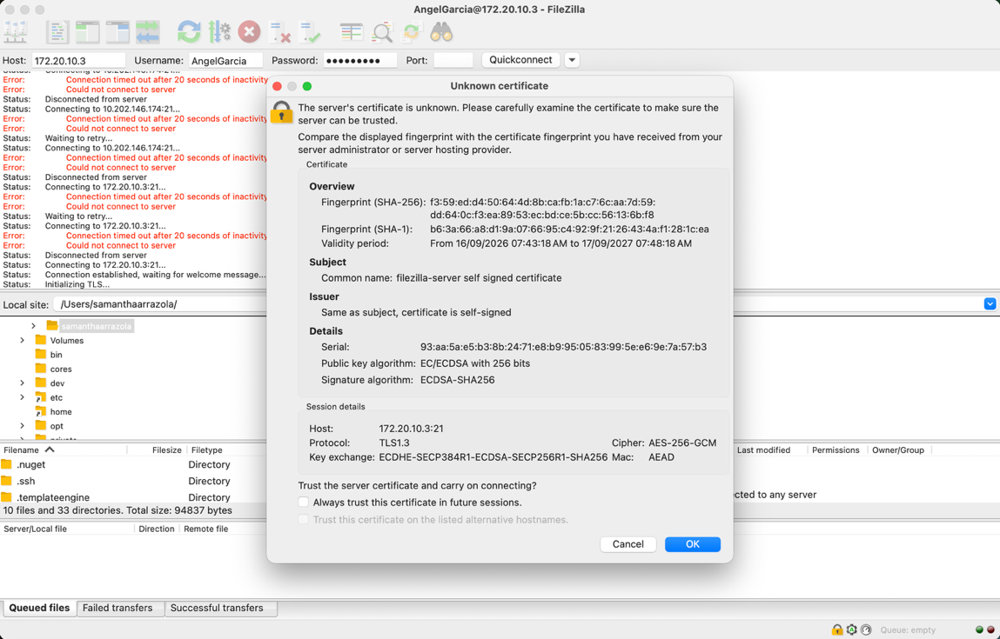 AngelGarcia@172.20.10.3 - FileZilla
Host: 172.20.10.3 Username: AngelGarcia Password: ●●●●●●●●● Port: Quickconnect
Status: Connecting to 10.202.146.174:21...
Error: Connection timed out after 20 seconds of inactivity
Error: Could not connect to server
Status: Disconnected from server
Status: Connecting to 10.202.146.174:21...
Error: Connection timed out after 20 seconds of inactivity
Error: Could not connect to server
Status: Waiting to retry...
Status: Connecting to 10.202.146.174:21...
Error: Connection timed out after 20 seconds of inactivity
Error: Could not connect to server
Status: Disconnected from server
Status: Connecting to 172.20.10.3:21...
Error: Connection timed out after 20 seconds of inactivity
Error: Could not connect to server
Status: Waiting to retry...
Status: Connecting to 172.20.10.3:21...
Error: Connection timed out after 20 seconds of inactivity
Error: Could not connect to server
Status: Disconnected from server
Status: Connecting to 172.20.10.3:21...
Status: Connection established, waiting for welcome message...
Status: Initializing TLS...
Local site: /Users/samanthaarrazola/
samanthaarrazola
Volumes
bin
cores
dev
etc
home
opt
private
Filename Filesize Filetype
.nuget Directory
.ssh Directory
.templateengine Directory
10 files and 33 directories. Total size: 94837 bytes
Server/Local file Direction Remote file
Unknown certificate
The server's certificate is unknown. Please carefully examine the certificate to make sure the
server can be trusted.
Compare the displayed fingerprint with the certificate fingerprint you have received from your
server administrator or server hosting provider.
Certificate
Overview
Fingerprint (SHA-256): f3:59:ed:d4:50:64:4d:8b:ca:fb:1a:c7:6c:aa:7d:59:
dd:64:0c:f3:ea:89:53:ec:bd:ce:5b:cc:56:13:6b:f8
Fingerprint (SHA-1): b6:3a:66:a8:d1:9a:07:66:95:c4:92:9f:21:26:43:4a:f1:28:1c:ea
Validity period: From 16/09/2026 07:43:18 AM to 17/09/2027 07:48:18 AM
Subject
Common name: filezilla-server self signed certificate
Issuer
Same as subject, certificate is self-signed
Details
Serial: 93:aa:5a:e5:b3:8b:24:71:e8:b9:95:05:83:99:5e:e6:9e:7a:57:b3
Public key algorithm: EC/ECDSA with 256 bits
Signature algorithm: ECDSA-SHA256
Session details
Host: 172.20.10.3:21
Protocol: TLS1.3 Cipher: AES-256-GCM
Key exchange: ECDHE-SECP384R1-ECDSA-SECP256R1-SHA256 Mac: AEAD
Trust the server certificate and carry on connecting?
Always trust this certificate in future sessions.
Trust this certificate on the listed alternative hostnames.
Cancel OK
Last modified Permissions Owner/Group
ected to any server
Queued files Failed transfers Successful transfers
Queue: empty